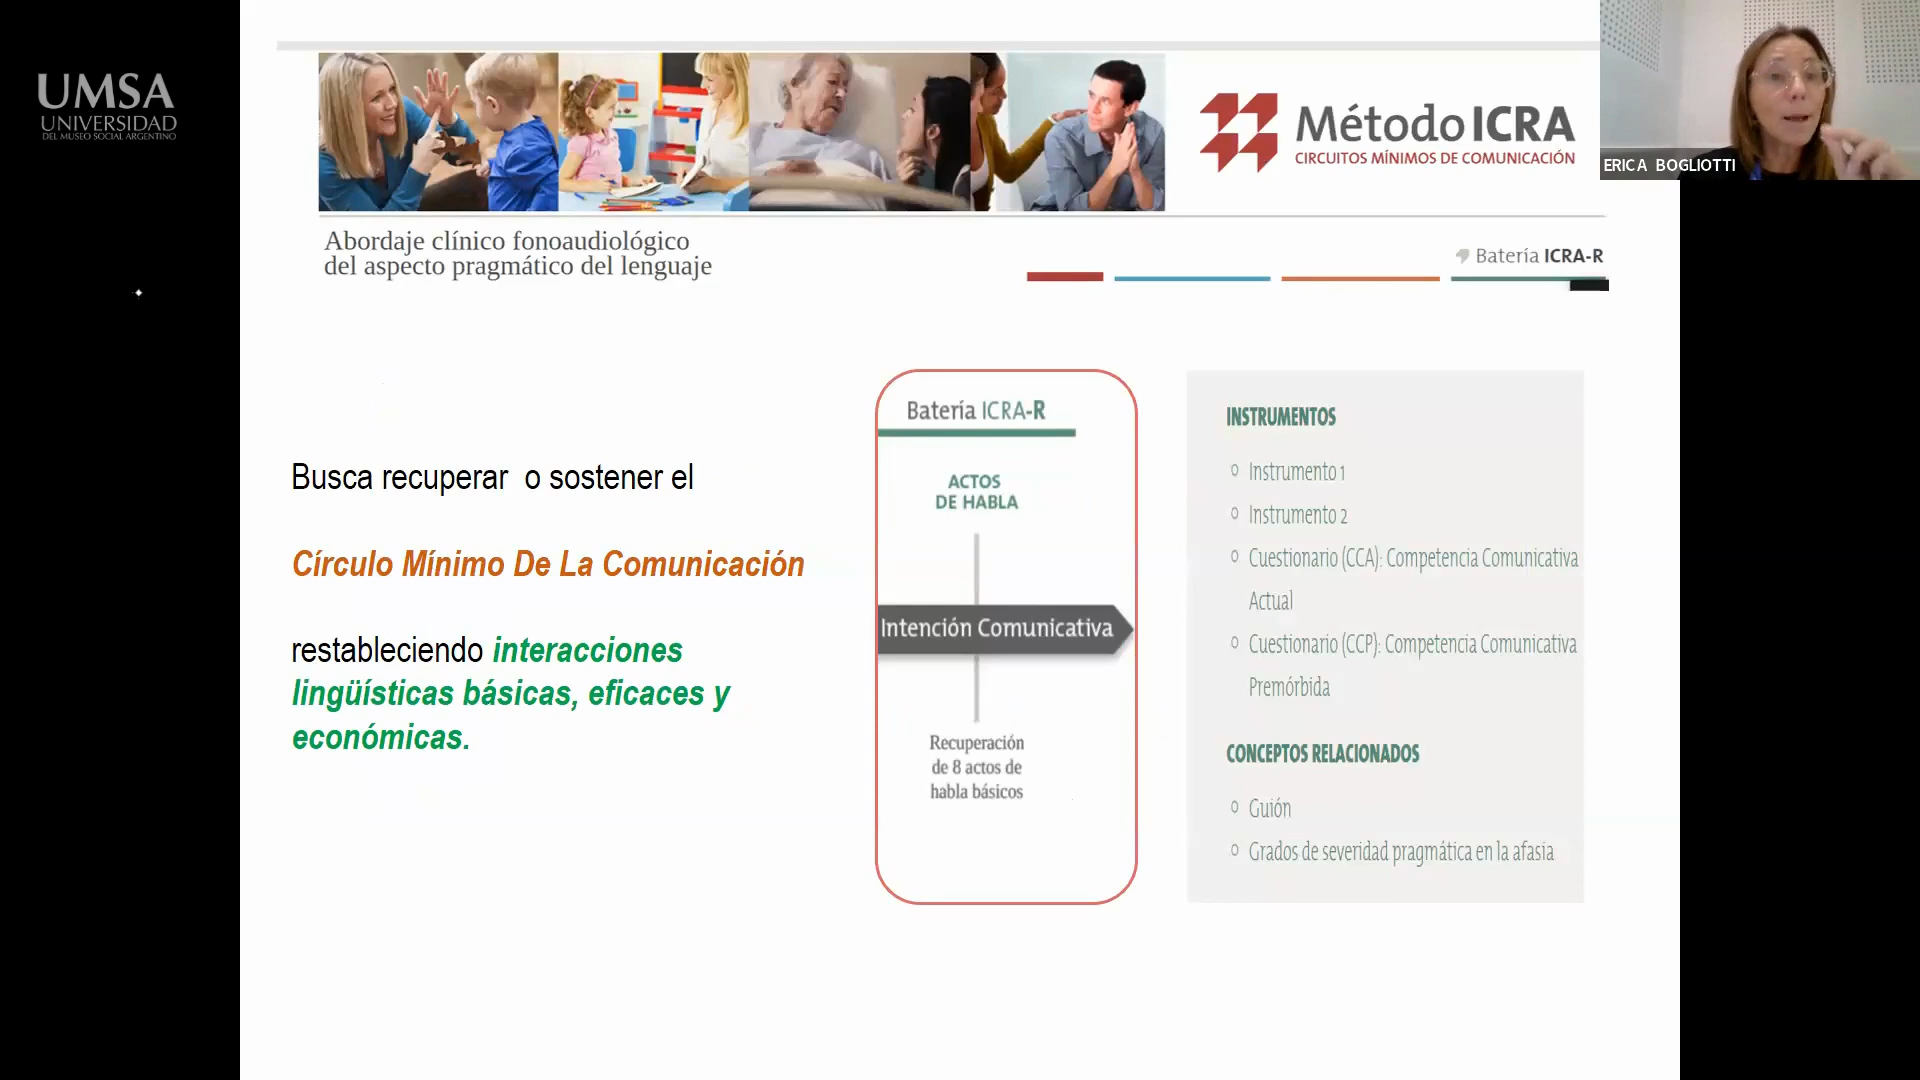 UMSA
UNIVERSIDAD
DEL MUSEO SOCIAL ARGENTINO
Método ICRA
CIRCUITOS MÍNIMOS DE COMUNICACIÓN
ERICA BOGLIOTTI
Abordaje clínico fonoaudiológico
del aspecto pragmático del lenguaje
Batería ICRA-R
Busca recuperar o sostener el
Círculo Mínimo De La Comunicación
restableciendo interacciones
lingüísticas básicas, eficaces y
económicas.
Batería ICRA-R
ACTOS
DE HABLA
Intención Comunicativa
Recuperación
de 8 actos de
habla básicos
INSTRUMENTOS
Instrumento 1
Instrumento 2
Cuestionario (CCA): Competencia Comunicativa
Actual
Cuestionario (CCP): Competencia Comunicativa
Premórbida
CONCEPTOS RELACIONADOS
Guión
Grados de severidad pragmática en la afasia